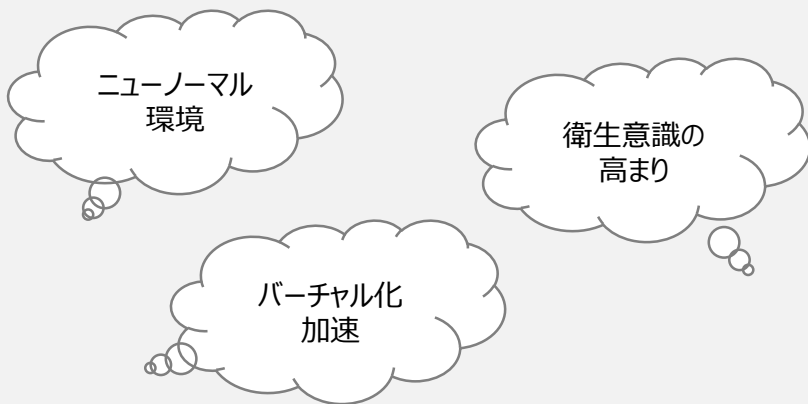 ニューノーマル
環境
衛生意識の
高まり
バーチャル化
加速